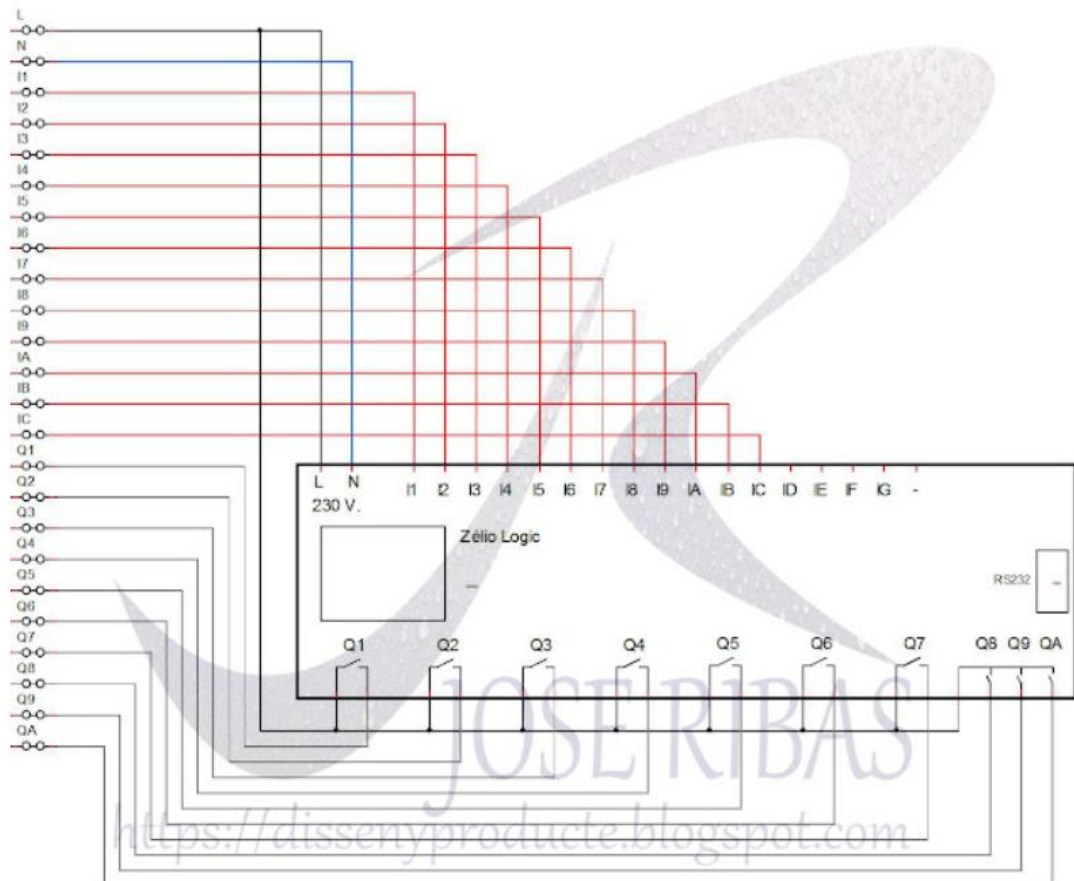 L
N
I1
I2
I3
I4
I5
I6
I7
I8
I9
IA
IB
IC
Q1
Q2
Q3
Q4
Q5
Q6
Q7
Q8
Q9
QA
L N I1 I2 I3 I4 I5 I6 I7 I8 I9 IA IB IC ID IE IF IG -
230 V.
Zélio Logic
RS232
Q1 Q2 Q3 Q4 Q5 Q6 Q7 Q8 Q9 QA
JOSE RIBAS
https://dissenyproducte.blogspot.com